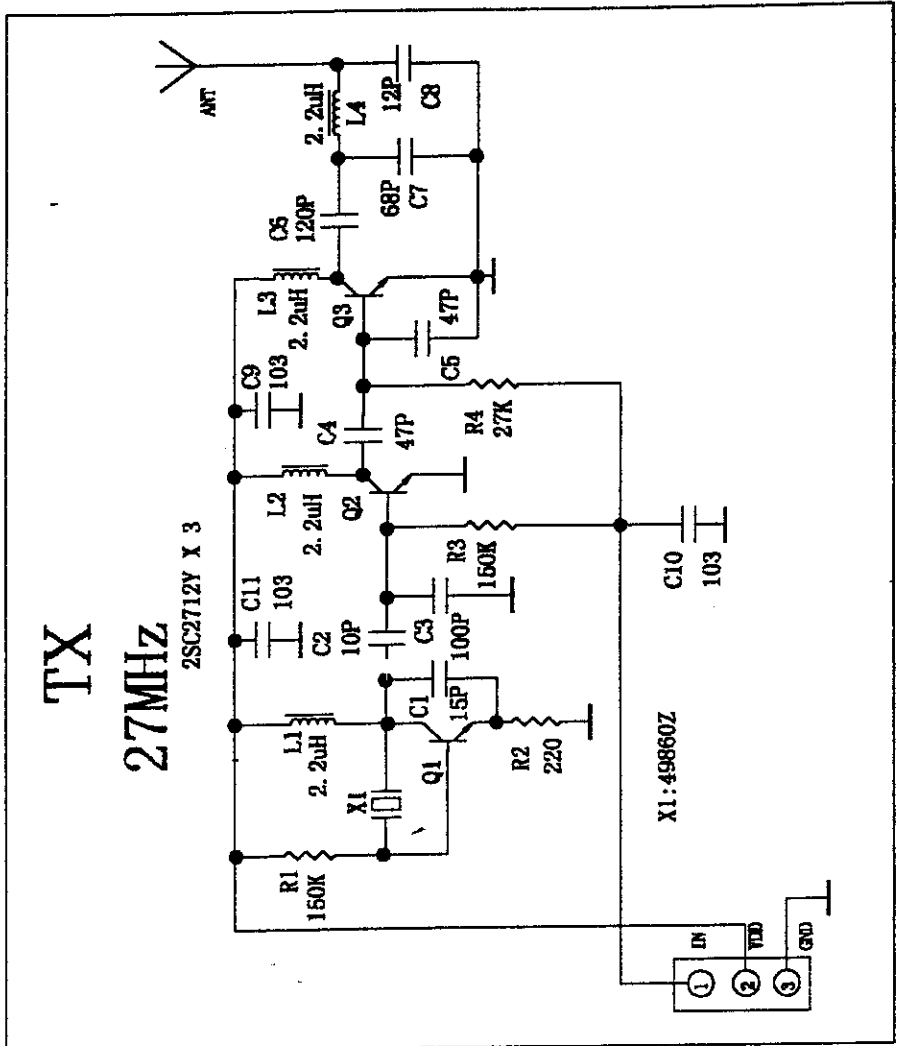 TX
27MHz
2SC2712Y X 3
R1
150K
X1
L1
2.2uH
Q1
C1
15P
R2
220
C11
103
C2
10P
C3
100P
R3
150K
L2
2.2uH
Q2
C9
103
C4
47P
R4
27K
C5
47P
L3
2.2uH
Q3
C6
120P
68P
C7
2.2uH
L4
12P
C8
ANT
C10
103
X1:49860Z
1
IN
2
VDD
3
GND